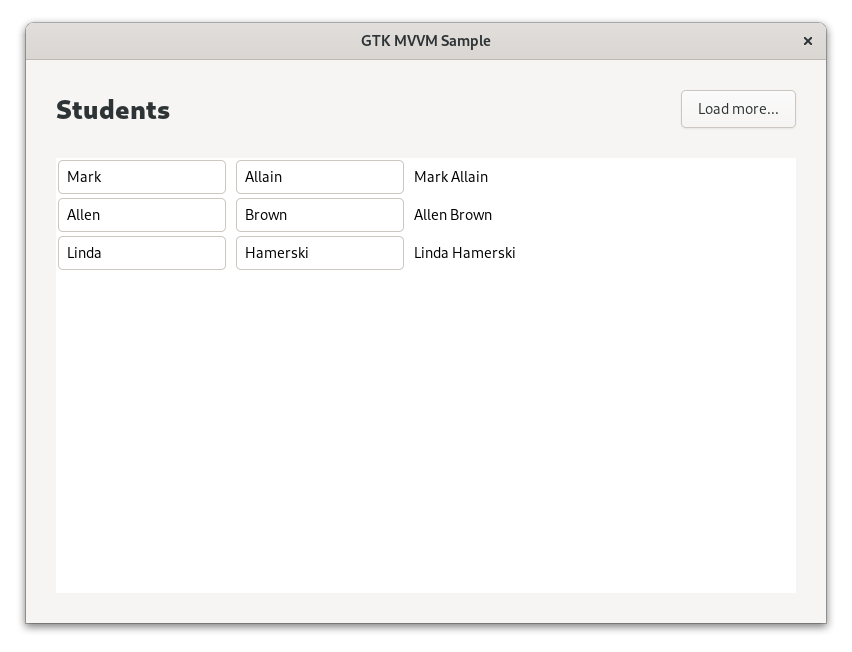 GTK MVVM Sample
Students
Load more...
Mark Allain Mark Allain
Allen Brown Allen Brown
Linda Hamerski Linda Hamerski